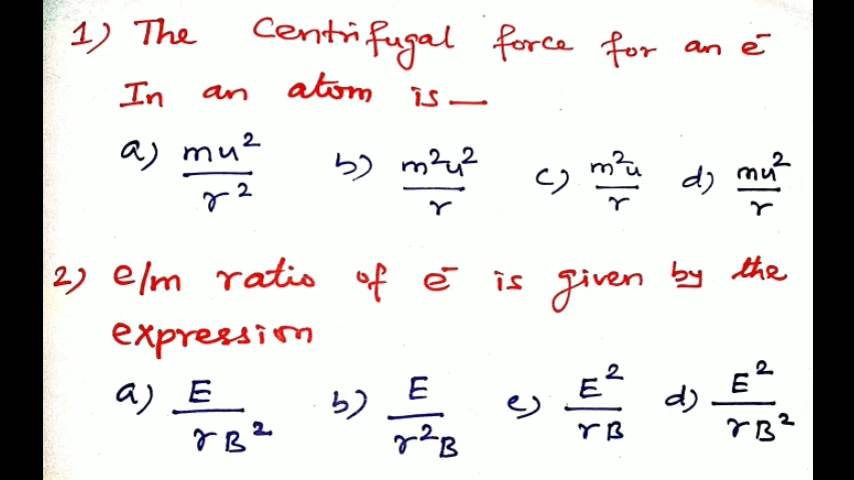 1) The Centrifugal force for an e⁻
In an atom is —
a) mu²/r² b) m²u²/r c) m²u/r d) mu²/r
2) e/m ratio of e⁻ is given by the
expression
a) E/rB² b) E/r²B c) E²/rB d) E²/rB²